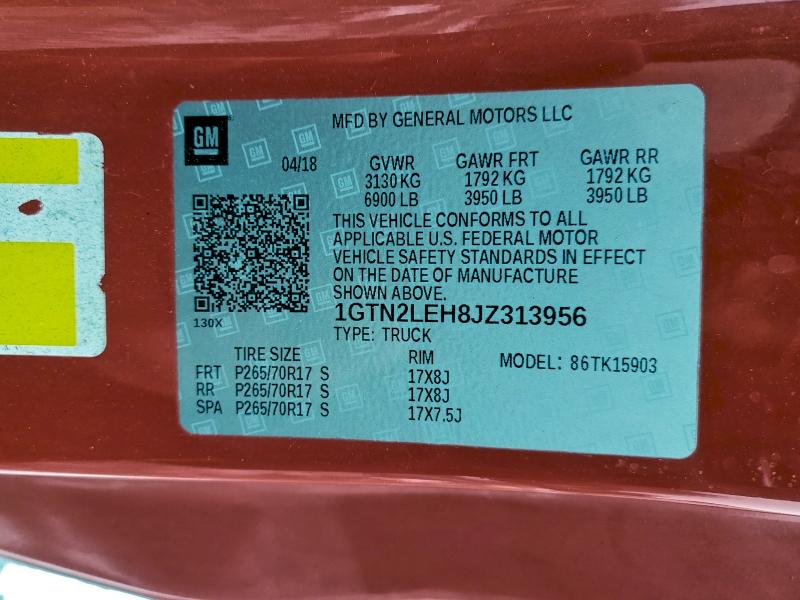 GM
MFD BY GENERAL MOTORS LLC
04/18 GVWR GAWR FRT GAWR RR
3130 KG 1792 KG 1792 KG
6900 LB 3950 LB 3950 LB
THIS VEHICLE CONFORMS TO ALL
APPLICABLE U.S. FEDERAL MOTOR
VEHICLE SAFETY STANDARDS IN EFFECT
ON THE DATE OF MANUFACTURE
SHOWN ABOVE.
130X
1GTN2LEH8JZ313956
TYPE: TRUCK
TIRE SIZE RIM MODEL: 86TK15903
FRT P265/70R17 S 17X8J
RR P265/70R17 S 17X8J
SPA P265/70R17 S 17X7.5J